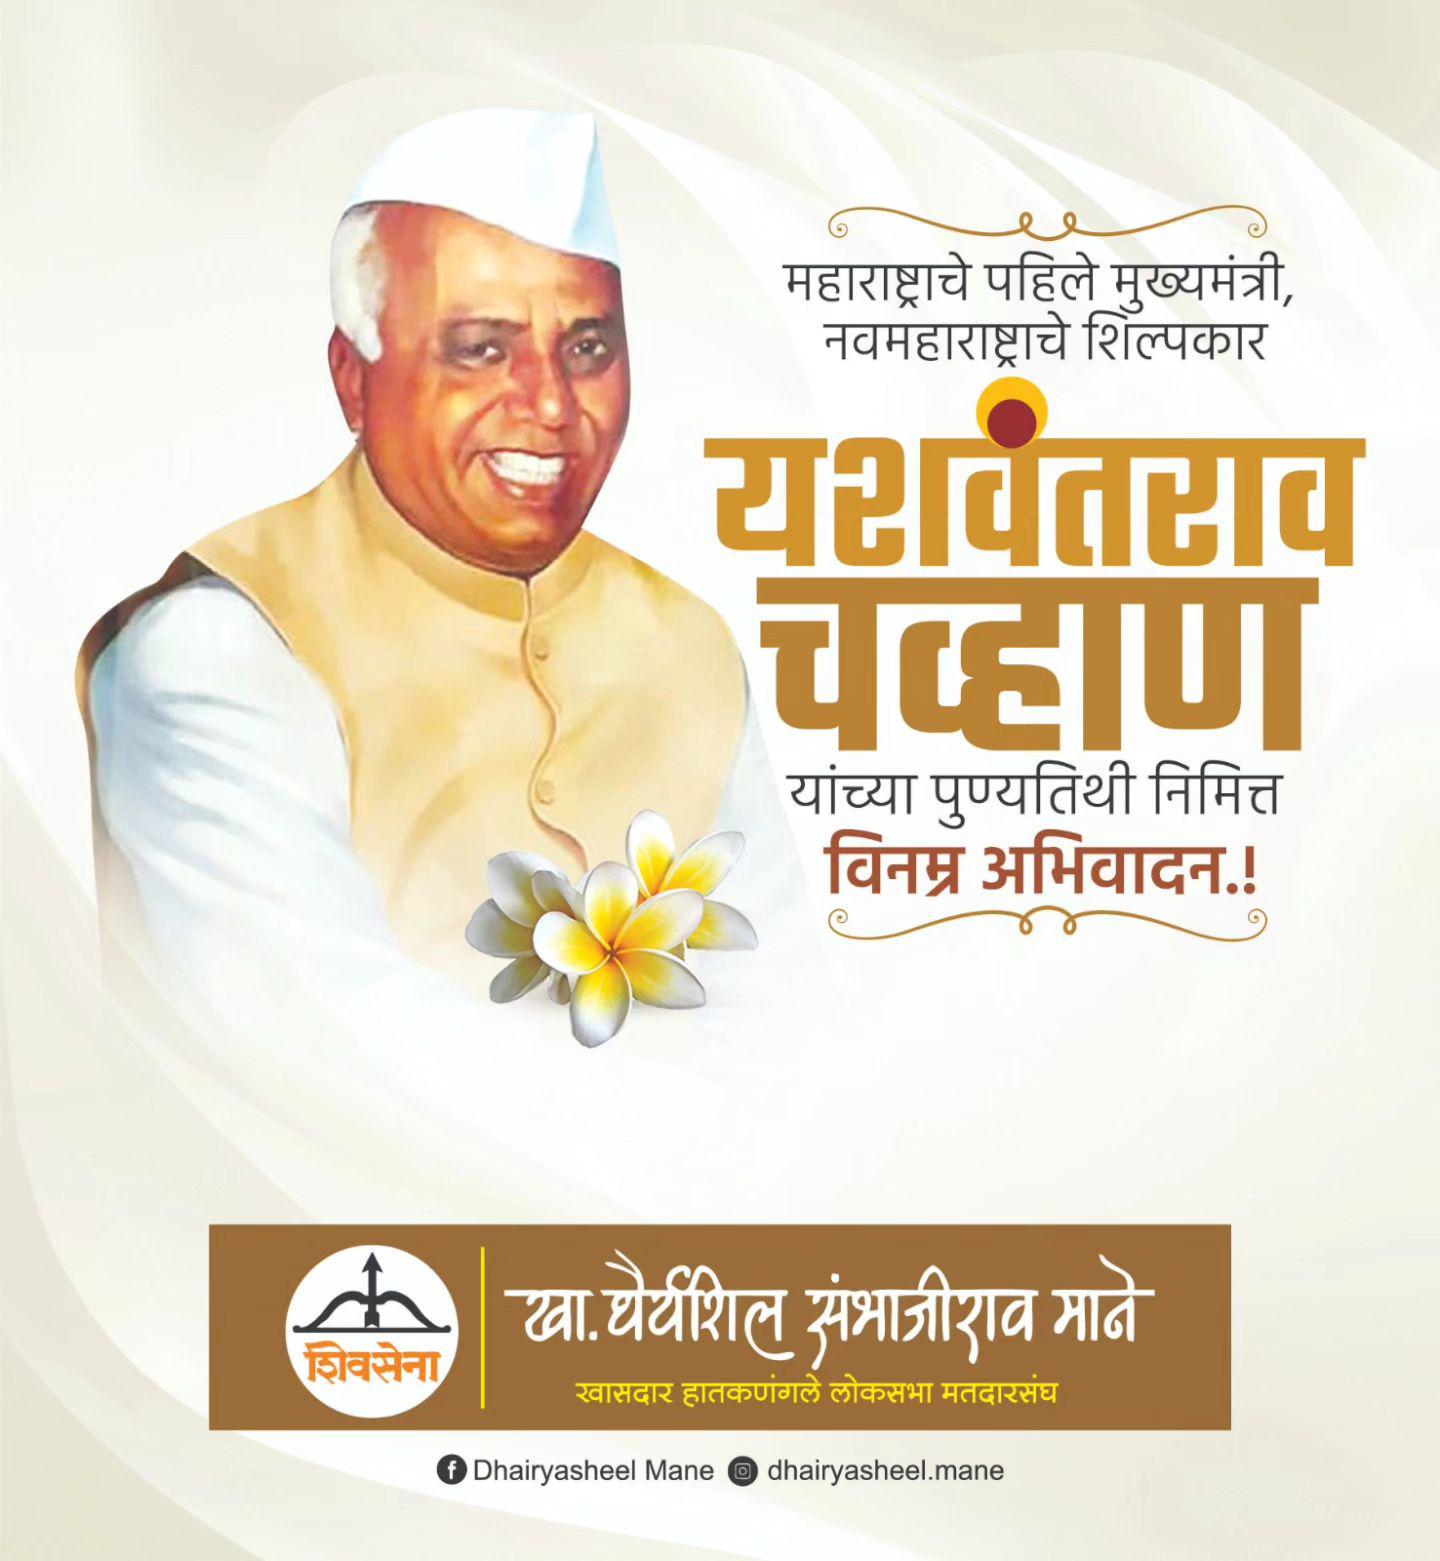 महाराष्ट्राचे पहिले मुख्यमंत्री,
नवमहाराष्ट्राचे शिल्पकार
यशवंतराव
चव्हाण
यांच्या पुण्यतिथी निमित्त
विनम्र अभिवादन.!
शिवसेना
खा. धैर्यशिल संभाजीराव माने
खासदार हातकणंगले लोकसभा मतदारसंघ
Dhairyasheel Mane dhairyasheel.mane